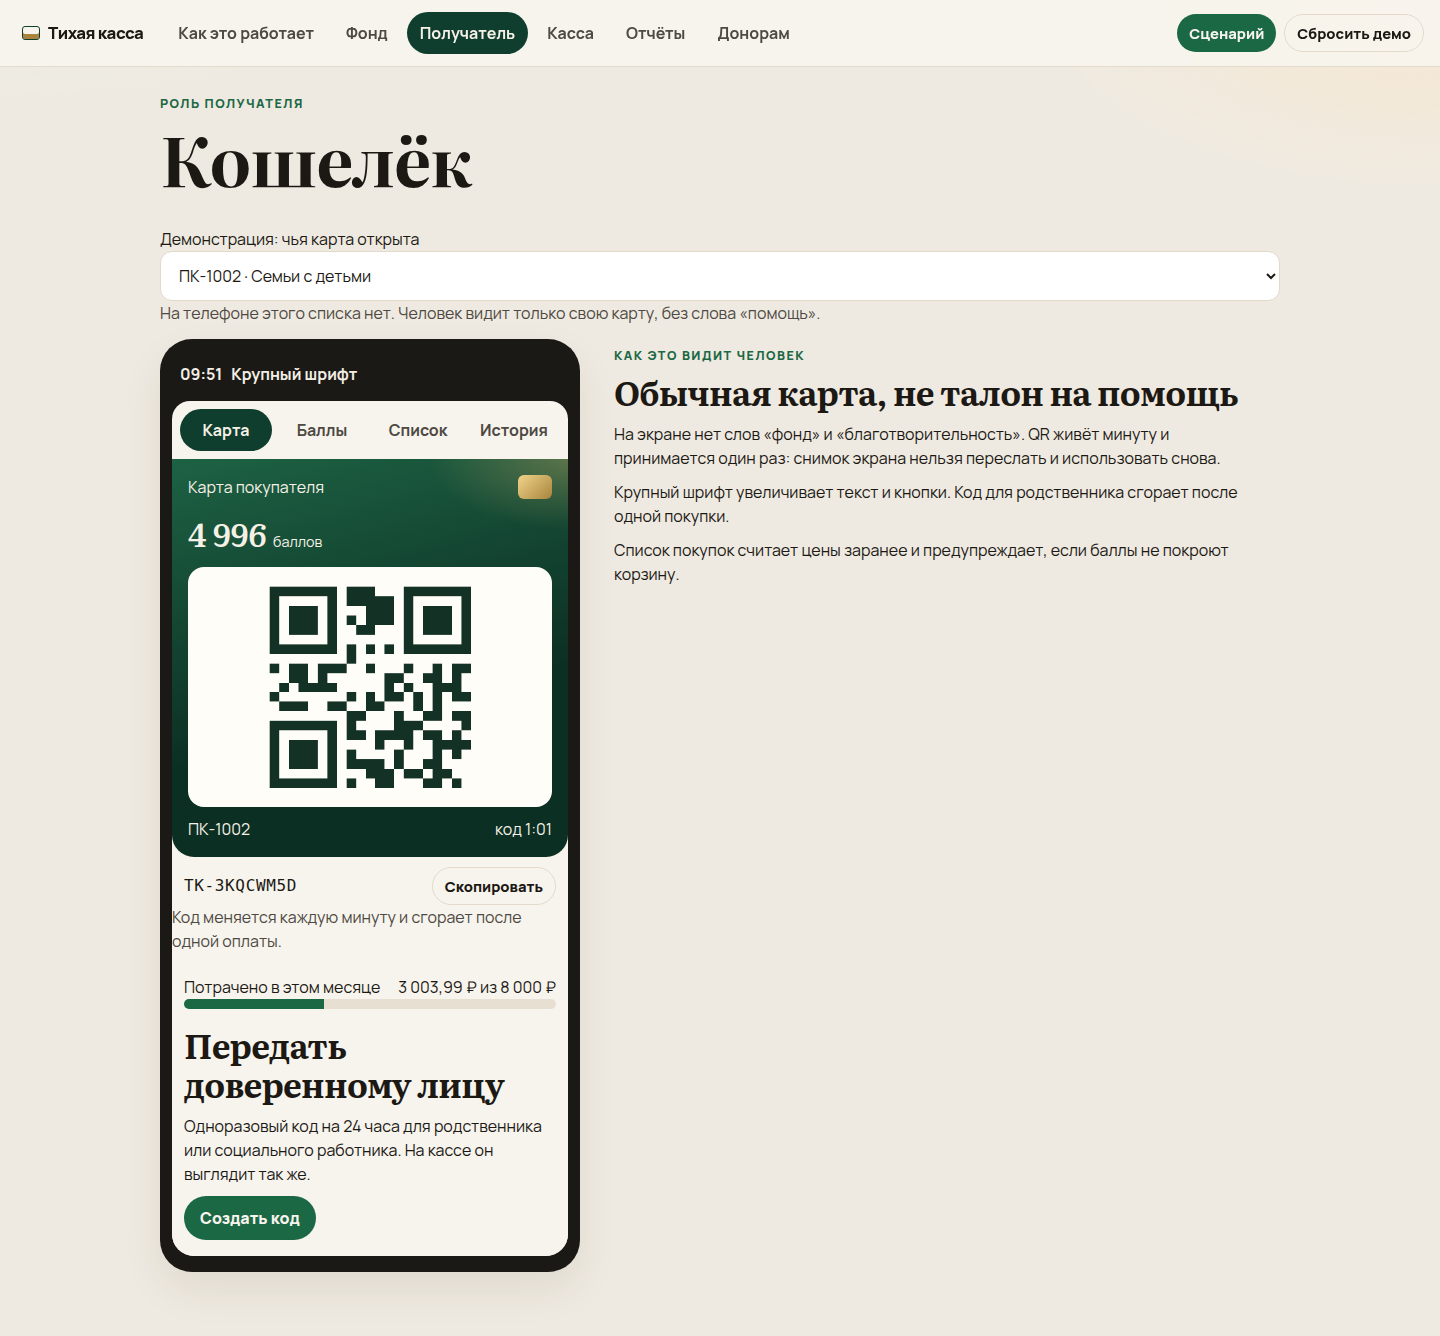 Тихая касса
Как это работает
Фонд
Получатель
Касса
Отчёты
Донорам
Сценарий
Сбросить демо
РОЛЬ ПОЛУЧАТЕЛЯ
Кошелёк
Демонстрация: чья карта открыта
ПК-1002 · Семьи с детьми
На телефоне этого списка нет. Человек видит только свою карту, без слова «помощь».
09:51 Крупный шрифт
Карта
Баллы
Список
История
Карта покупателя
4 996 баллов
ПК-1002
код 1:01
TK-3KQCWM5D
Скопировать
Код меняется каждую минуту и сгорает после
одной оплаты.
Потрачено в этом месяце
3 003,99 ₽ из 8 000 ₽
Передать
доверенному лицу
Одноразовый код на 24 часа для родственника
или социального работника. На кассе он
выглядит так же.
Создать код
КАК ЭТО ВИДИТ ЧЕЛОВЕК
Обычная карта, не талон на помощь
На экране нет слов «фонд» и «благотворительность». QR живёт минуту и
принимается один раз: снимок экрана нельзя переслать и использовать снова.
Крупный шрифт увеличивает текст и кнопки. Код для родственника сгорает после
одной покупки.
Список покупок считает цены заранее и предупреждает, если баллы не покроют
корзину.